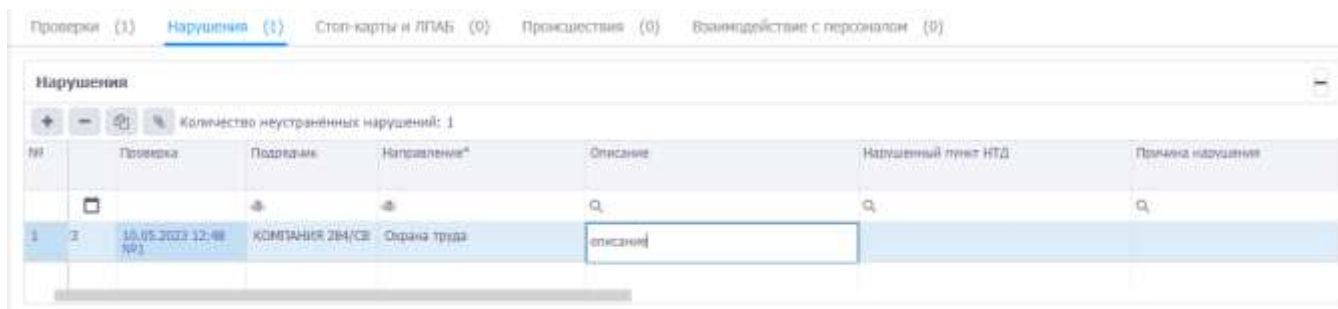 Проверки (1) Нарушения (1) Стоп-карты и ЛПАБ (0) Происшествия (0) Взаимодействие с персоналом (0)
Нарушения
Количество неустранённых нарушений: 1
№ Проверка Подрядчик Направление* Описание Нарушенный пункт НТД Причина нарушения
1 3 10.05.2023 12:48 КОМПАНИЯ 284/СВ Охрана труда описание
№1